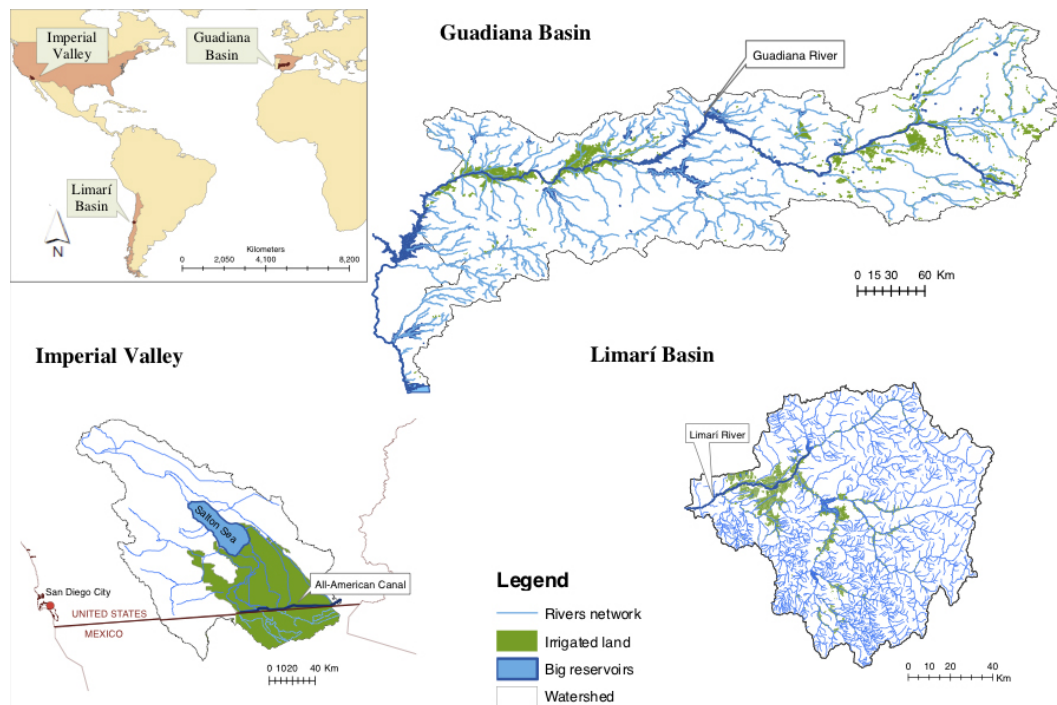 Imperial
Valley
Guadiana
Basin
Limarí
Basin
N
Kilometers
0 2,050 4,100 8,200
Guadiana Basin
Guadiana River
0 15 30 60 Km
Imperial Valley
Salton Sea
All-American Canal
San Diego City
UNITED STATES
MEXICO
0 1020 40 Km
Limarí Basin
Limarí River
0 10 20 40
Km
Legend
Rivers network
Irrigated land
Big reservoirs
Watershed